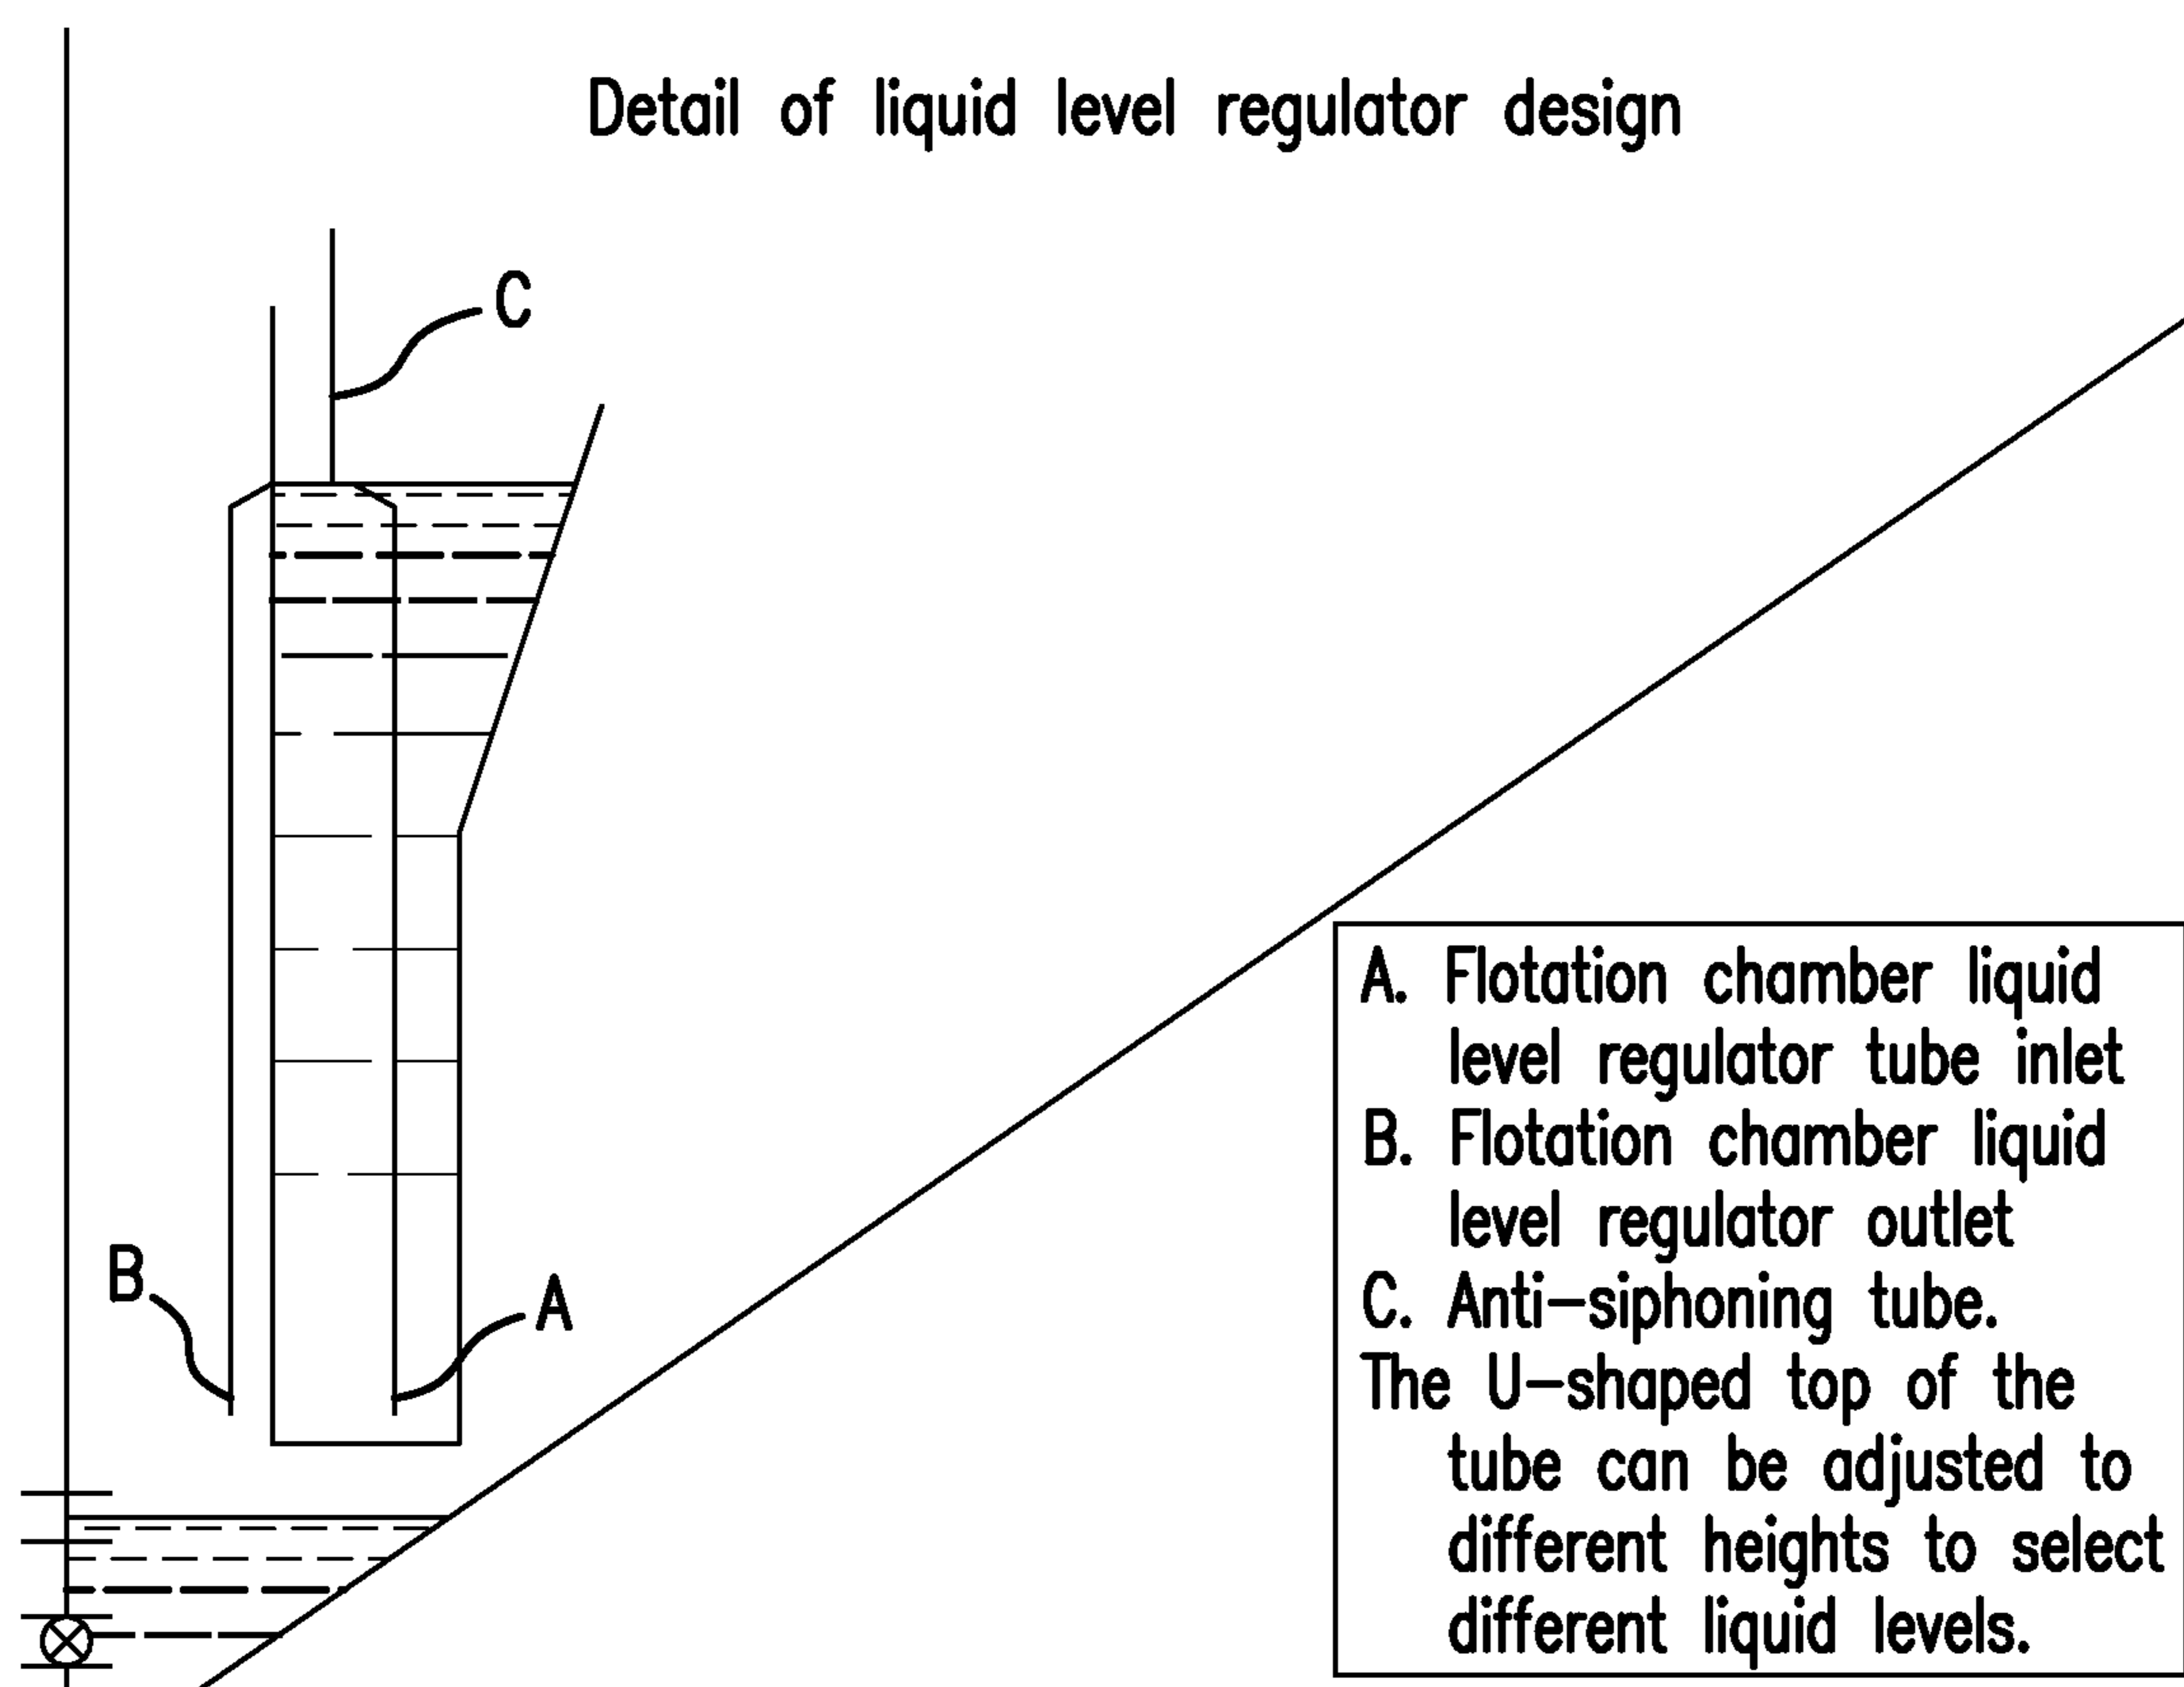 Detail of liquid level regulator design
C
B
A
A. Flotation chamber liquid
level regulator tube inlet
B. Flotation chamber liquid
level regulator outlet
C. Anti-siphoning tube.
The U-shaped top of the
tube can be adjusted to
different heights to select
different liquid levels.